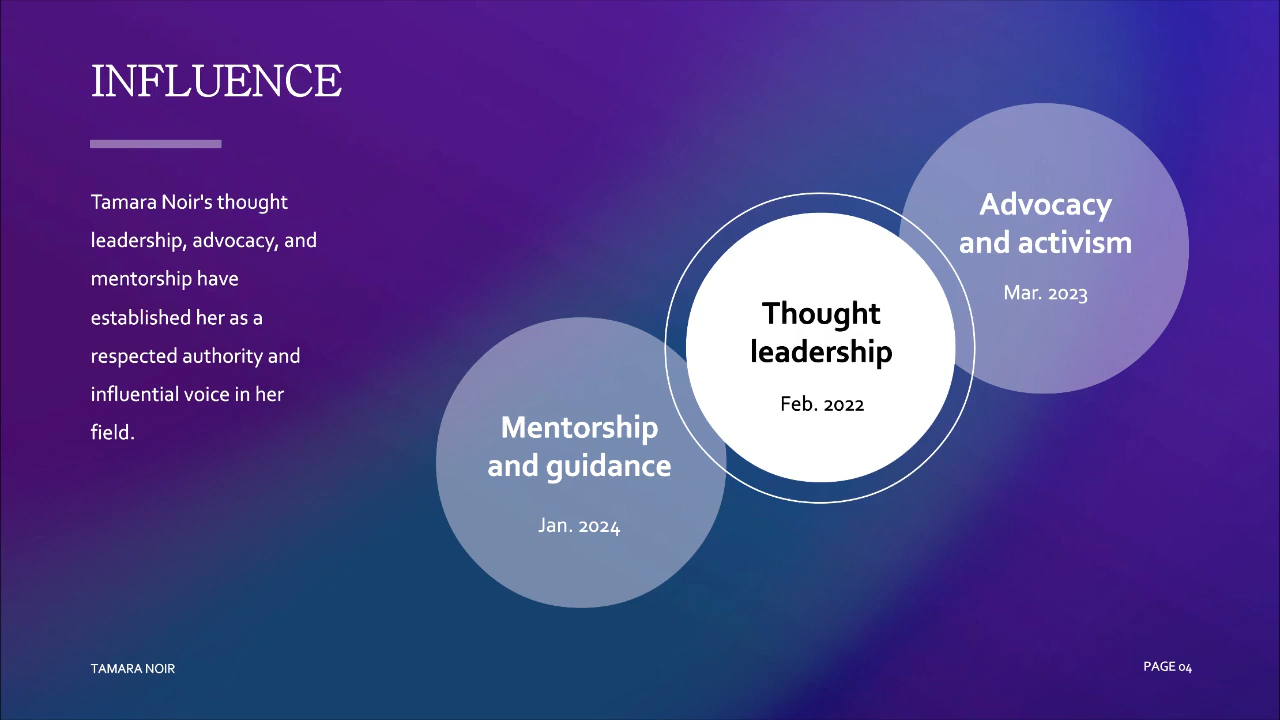 INFLUENCE
Tamara Noir's thought
leadership, advocacy, and
mentorship have
established her as a
respected authority and
influential voice in her
field.
Mentorship
and guidance
Jan. 2024
Thought
leadership
Feb. 2022
Advocacy
and activism
Mar. 2023
TAMARA NOIR
PAGE 04